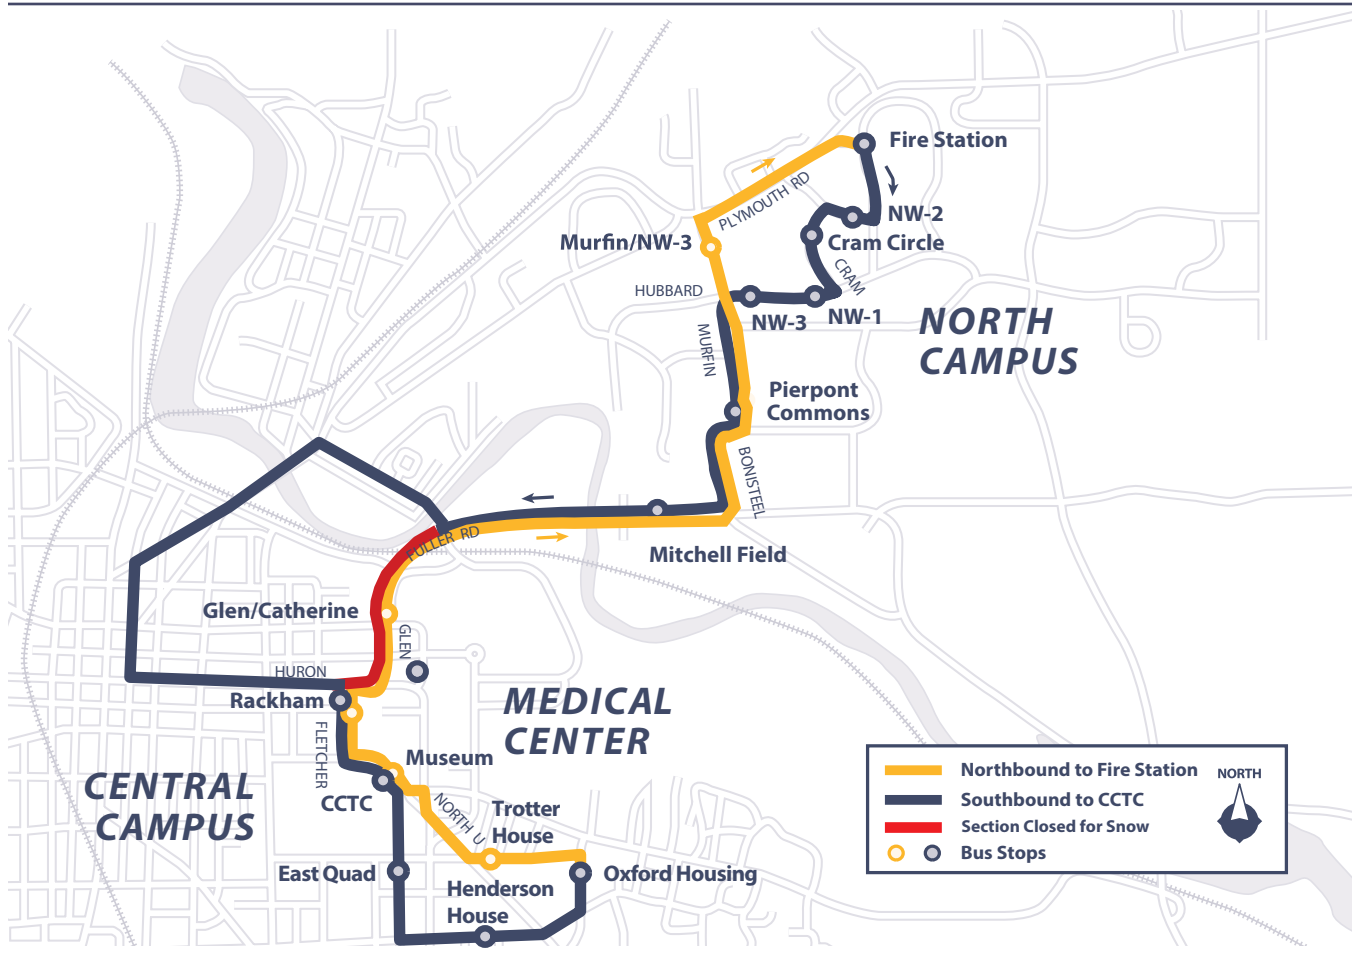 Fire Station
PLYMOUTH RD
NW-2
Murfin/NW-3
Cram Circle
CRAM
HUBBARD
NW-3
NW-1
NORTH
CAMPUS
MURFIN
Pierpont
Commons
BONISTEEL
FULLER RD
Mitchell Field
Glen/Catherine
GLEN
HURON
Rackham
MEDICAL
CENTER
FLETCHER
Museum
CENTRAL
CAMPUS
CCTC
NORTH U
Trotter
House
East Quad
Henderson
House
Oxford Housing
Northbound to Fire Station
NORTH
Southbound to CCTC
Section Closed for Snow
Bus Stops